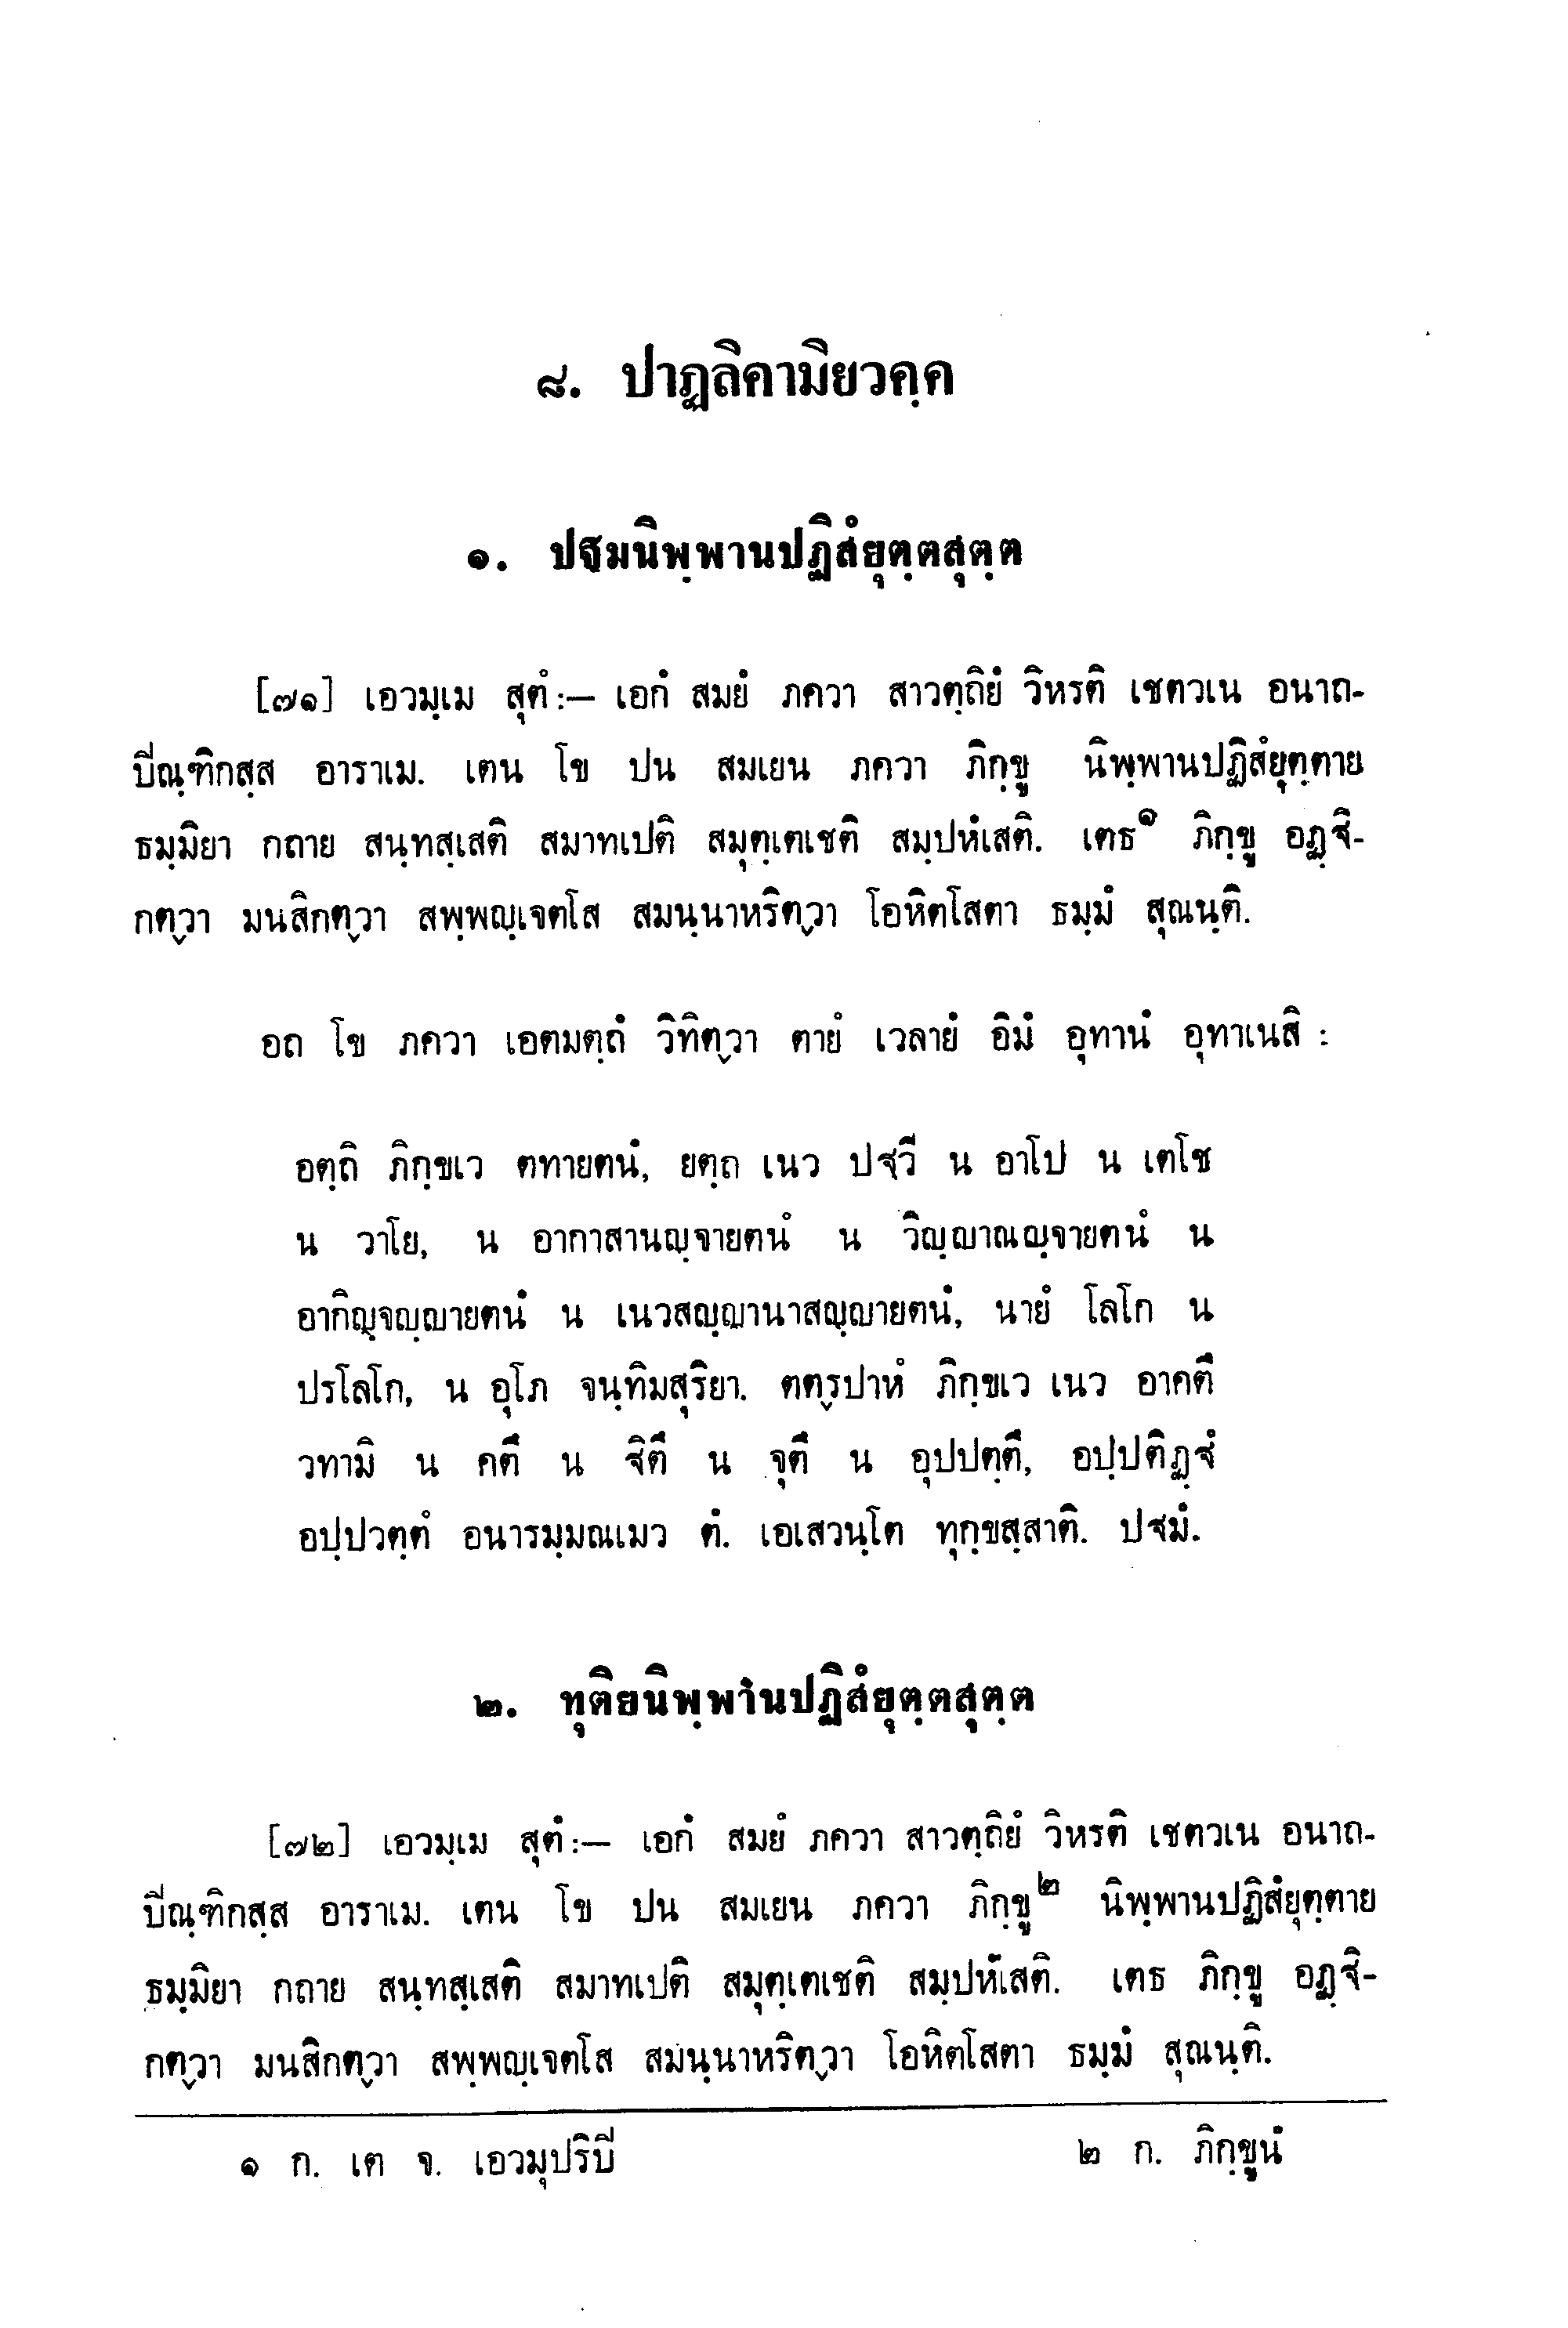 ๘. ปาฏลิคามิยวคฺค
๑. ปฐมนิพฺพานปฏิสํยุตฺตสุตฺต
[๗๑] เอวมฺเม สุตํ:— เอกํ สมยํ ภควา สาวตฺถิยํ วิหรติ เชตวเน อนาถ-
ปิณฺฑิกสฺส อาราเม. เตน โข ปน สมเยน ภควา ภิกฺขู นิพฺพานปฏิสํยุตฺตาย
ธมฺมิยา กถาย สนฺทสฺเสติ สมาทเปติ สมุตฺเตเชติ สมฺปหํเสติ. เตธ๑ ภิกฺขู อฏฺฐิ-
กตฺวา มนสิกตฺวา สพฺพญฺเจตโส สมนฺนาหริตฺวา โอหิตโสตา ธมฺมํ สุณนฺติ.
อถ โข ภควา เอตมตฺถํ วิทิตฺวา ตายํ เวลายํ อิมํ อุทานํ อุทาเนสิ :
อตฺถิ ภิกฺขเว ตทายตนํ, ยตฺถ เนว ปฐวี น อาโป น เตโช
น วาโย, น อากาสานญฺจายตนํ น วิญฺญาณญฺจายตนํ น
อากิญฺจญฺญายตนํ น เนวสญฺญานาสญฺญายตนํ, นายํ โลโก น
ปรโลโก, น อุโภ จนฺทิมสุริยา. ตตฺรูปาหํ ภิกฺขเว เนว อาคตึ
วทามิ น คตึ น ฐิตึ น จุตึ น อุปปตฺตึ, อปฺปติฏฺฐํ
อปฺปวตฺตํ อนารมฺมณเมว ตํ. เอเสวนฺโต ทุกฺขสฺสาติ. ปฐมํ.
๒. ทุติยนิพฺพานปฏิสํยุตฺตสุตฺต
[๗๒] เอวมฺเม สุตํ:— เอกํ สมยํ ภควา สาวตฺถิยํ วิหรติ เชตวเน อนาถ-
ปิณฺฑิกสฺส อาราเม. เตน โข ปน สมเยน ภควา ภิกฺขู๒ นิพฺพานปฏิสํยุตฺตาย
ธมฺมิยา กถาย สนฺทสฺเสติ สมาทเปติ สมุตฺเตเชติ สมฺปหํเสติ. เตธ ภิกฺขู อฏฺฐิ-
กตฺวา มนสิกตฺวา สพฺพญฺเจตโส สมนฺนาหริตฺวา โอหิตโสตา ธมฺมํ สุณนฺติ.
๑ ก. เต จ. เอวมุปริปิ
๒ ก. ภิกฺขูนํ